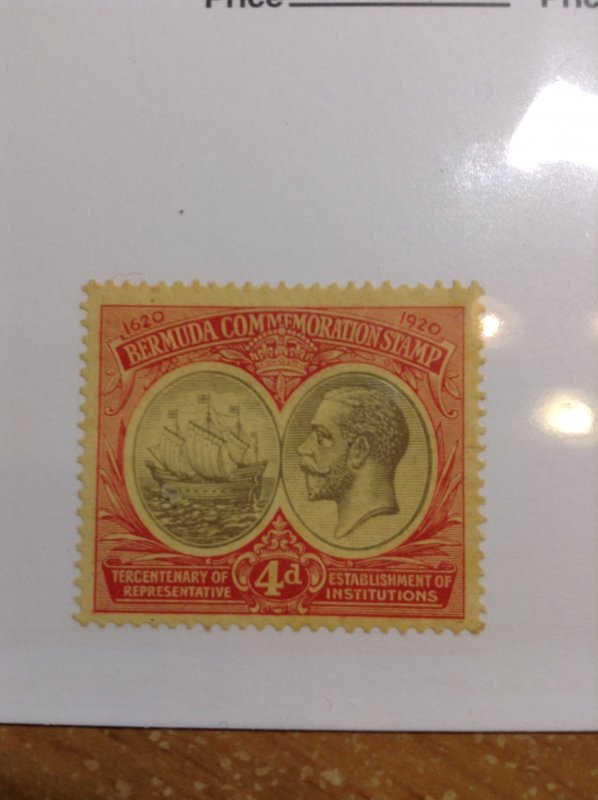 Price
1620 1920
BERMUDA COMMEMORATION STAMP
TERCENTENARY OF ESTABLISHMENT OF
REPRESENTATIVE INSTITUTIONS
4d